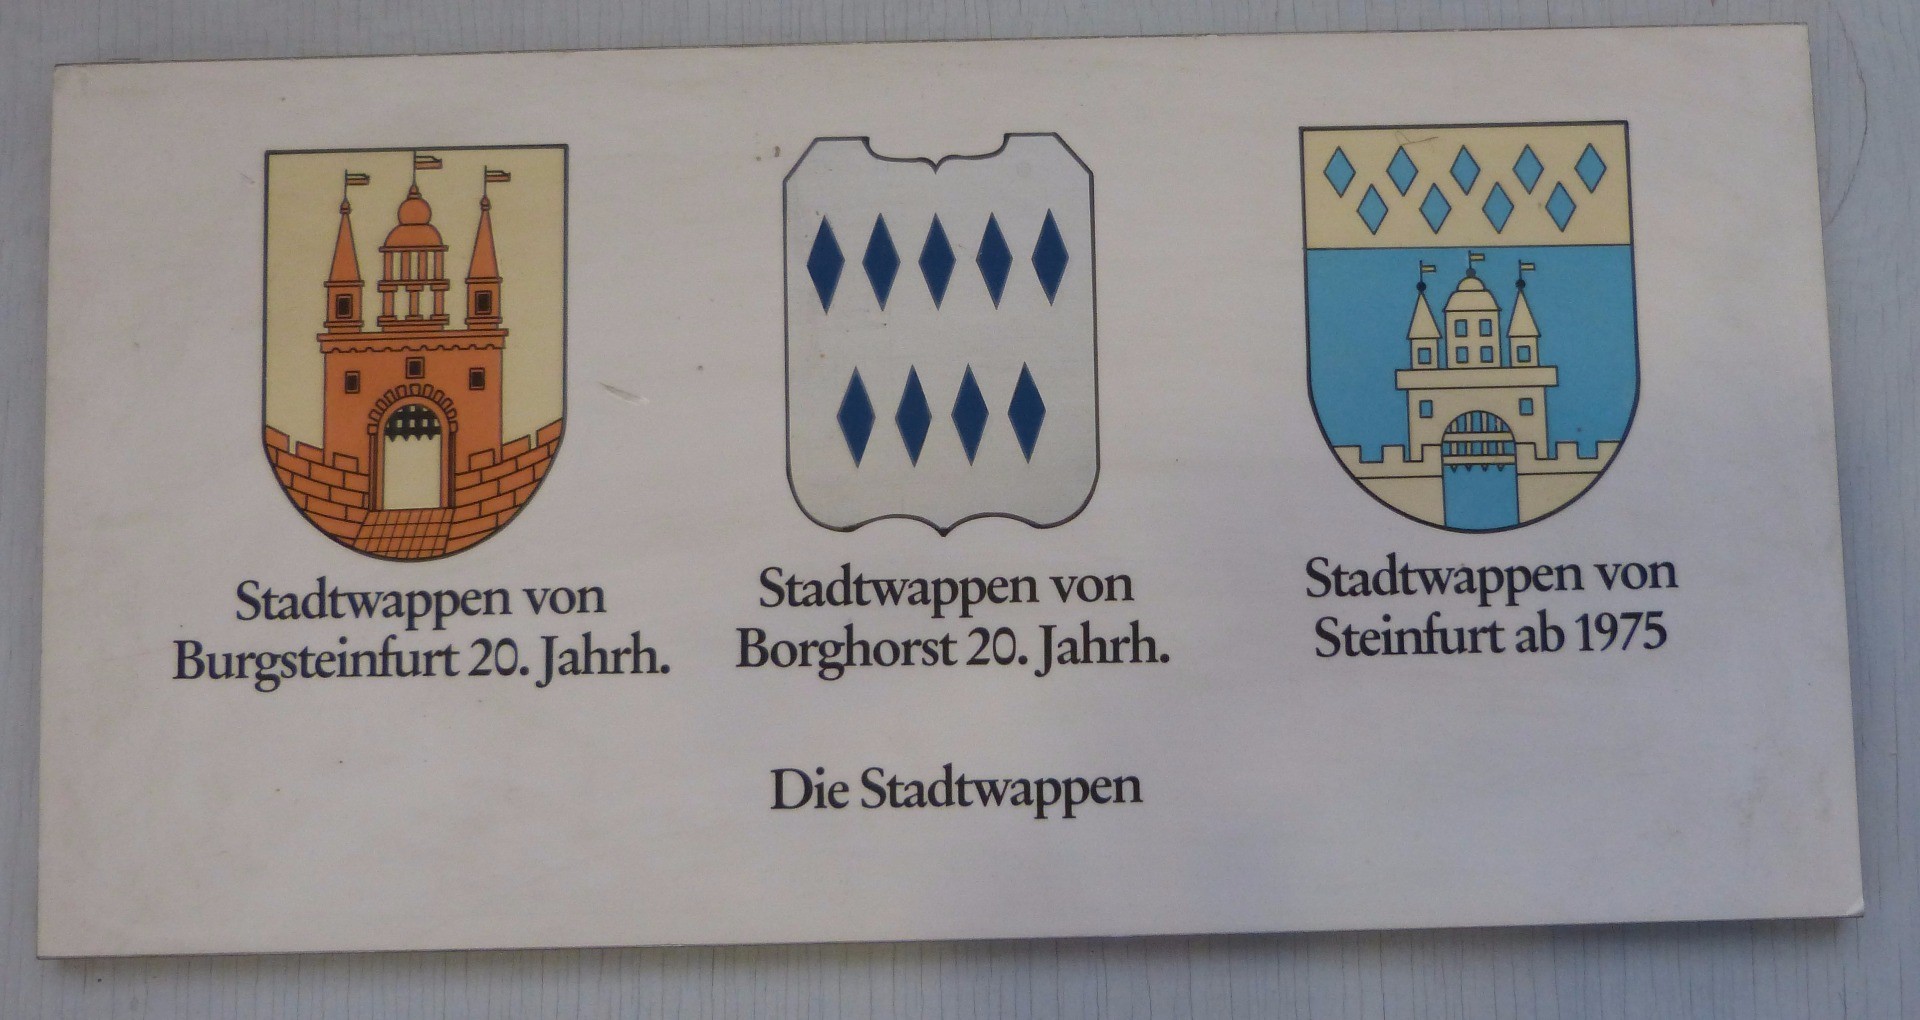 Stadtwappen von
Burgsteinfurt 20. Jahrh.
Stadtwappen von
Borghorst 20. Jahrh.
Stadtwappen von
Steinfurt ab 1975
Die Stadtwappen